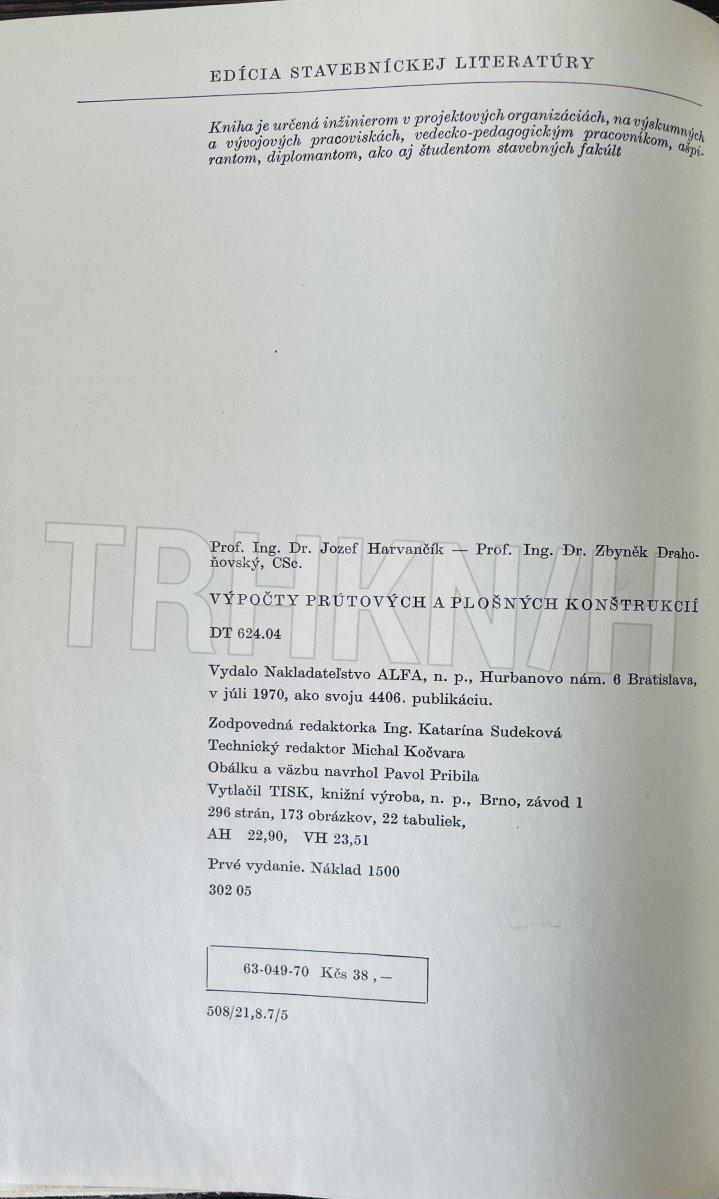 EDÍCIA STAVEBNÍCKEJ LITERATÚRY
Kniha je určená inžinierom v projektových organizáciách, na výskumných
a vývojových pracoviskách, vedecko-pedagogickým pracovníkom, ašpi-
rantom, diplomantom, ako aj študentom stavebných fakúlt
TRHKNÍH
Prof. Ing. Dr. Jozef Harvančík — Prof. Ing. Dr. Zbyněk Draho-
ňovský, CSc.
VÝPOČTY PRÚTOVÝCH A PLOŠNÝCH KONŠTRUKCIÍ
DT 624.04
Vydalo Nakladateľstvo ALFA, n. p., Hurbanovo nám. 6 Bratislava,
v júli 1970, ako svoju 4406. publikáciu.
Zodpovedná redaktorka Ing. Katarína Sudeková
Technický redaktor Michal Kočvara
Obálku a väzbu navrhol Pavol Pribila
Vytlačil TISK, knižní výroba, n. p., Brno, závod 1
296 strán, 173 obrázkov, 22 tabuliek,
AH 22,90, VH 23,51
Prvé vydanie. Náklad 1500
302 05
63-049-70 Kčs 38,—
508/21,8.7/5